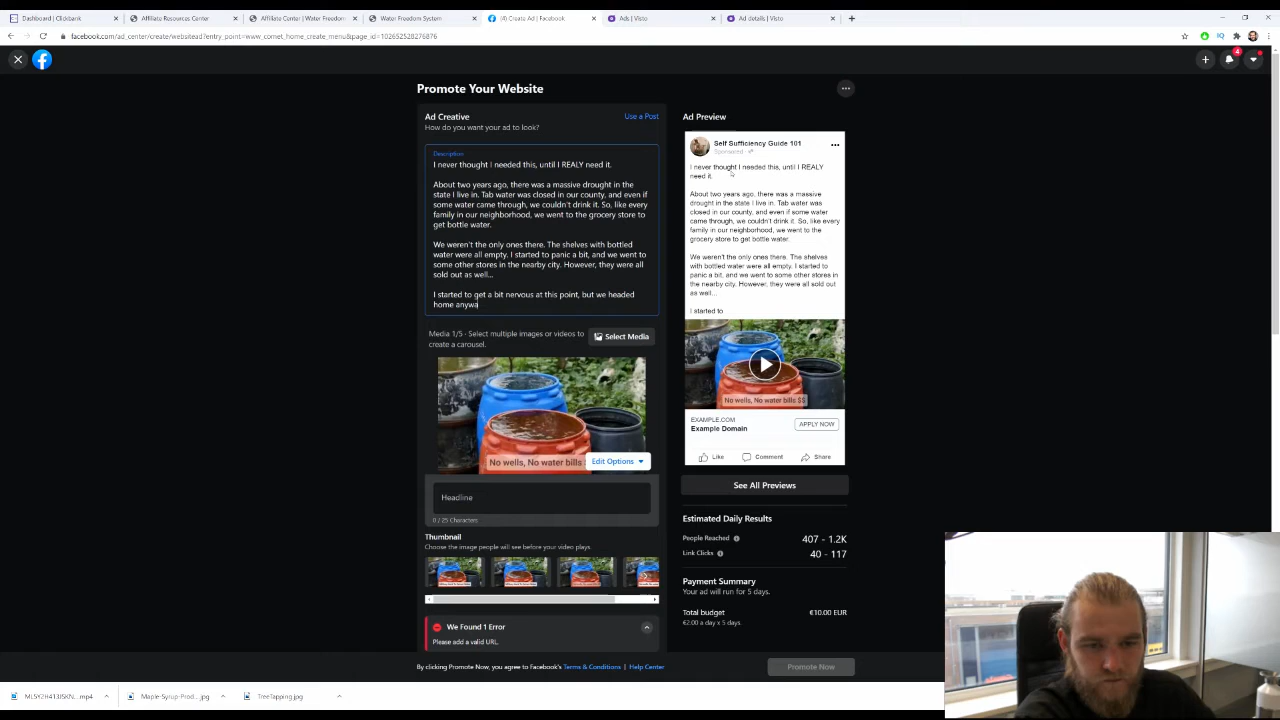 Dashboard | Clickbank
Affiliate Resources Center
Affiliate Center | Water Freedom
Water Freedom System
(4) Create Ad | Facebook
Ads | Visto
Ad details | Visto
facebook.com/ad_center/create/websitead?entry_point=www_comet_home_create_menu&page_id=102652528276876
4
Promote Your Website
Ad Creative
Use a Post
How do you want your ad to look?
Description
I never thought I needed this, until I REALY need it.
About two years ago, there was a massive drought in the
state I live in. Tab water was closed in our county, and even if
some water came through, we couldn't drink it. So, like every
family in our neighborhood, we went to the grocery store to
get bottle water.
We weren't the only ones there. The shelves with bottled
water were all empty. I started to panic a bit, and we went to
some other stores in the nearby city. However, they were all
sold out as well...
I started to get a bit nervous at this point, but we headed
home anywa
Media 1/5 · Select multiple images or videos to
create a carousel.
Select Media
No wells, No water bills
Edit Options
Headline
0 / 25 Characters
Thumbnail
Choose the image people will see before your video plays.
We Found 1 Error
Please add a valid URL.
Ad Preview
Self Sufficiency Guide 101
Sponsored
I never thought I needed this, until I REALY
need it.
About two years ago, there was a massive
drought in the state I live in. Tab water was
closed in our county, and even if some water
came through, we couldn't drink it. So, like every
family in our neighborhood, we went to the
grocery store to get bottle water.
We weren't the only ones there. The shelves
with bottled water were all empty. I started to
panic a bit, and we went to some other stores in
the nearby city. However, they were all sold out
as well...
I started to
No wells, No water bills $$
EXAMPLE.COM
Example Domain
APPLY NOW
Like
Comment
Share
See All Previews
Estimated Daily Results
People Reached
407 - 1.2K
Link Clicks
40 - 117
Payment Summary
Your ad will run for 5 days.
Total budget
€10.00 EUR
€2.00 a day x 5 days.
By clicking Promote Now, you agree to Facebook's Terms & Conditions | Help Center
Promote Now
Maple-Syrup-Prod....jpg
TreeTapping.jpg